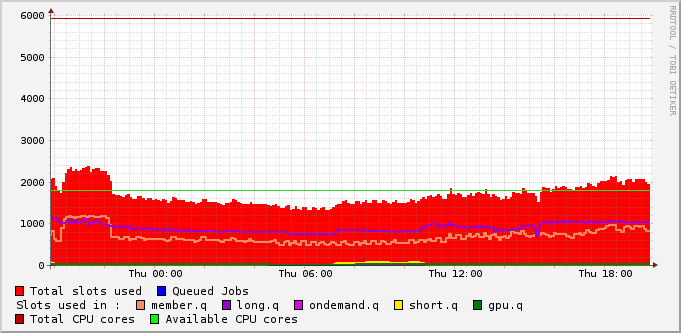 6000
5000
4000
3000
2000
1000
0
Thu 00:00 Thu 06:00 Thu 12:00 Thu 18:00
RRDTOOL / TOBI OETIKER
Total slots used Queued Jobs
Slots used in : member.q long.q ondemand.q short.q gpu.q
Total CPU cores Available CPU cores